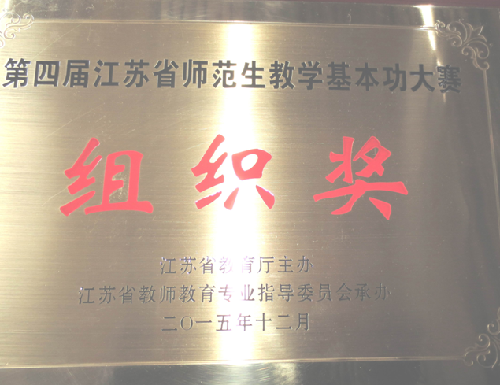 第四届江苏省师范生教学基本功大赛
组织奖
江苏省教育厅主办
江苏省教师教育专业指导委员会承办
二〇一五年十二月